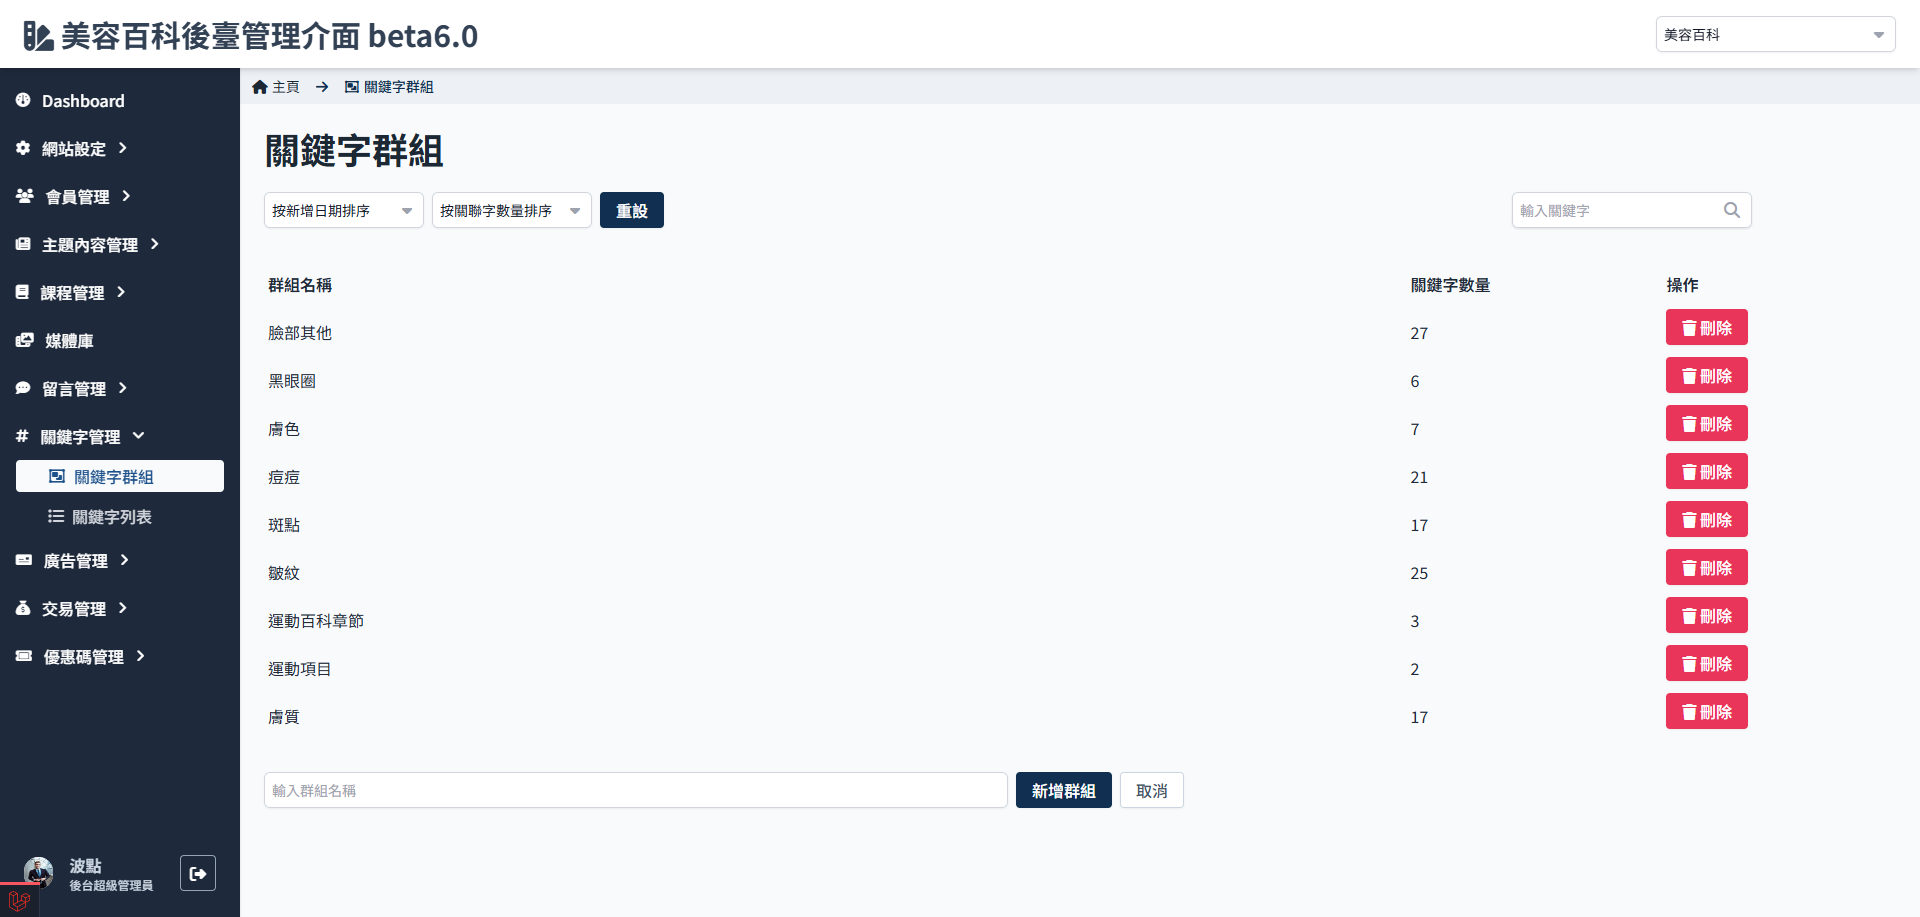 美容百科後臺管理介面 beta6.0
美容百科
Dashboard
網站設定
會員管理
主題內容管理
課程管理
媒體庫
留言管理
關鍵字管理
關鍵字群組
關鍵字列表
廣告管理
交易管理
優惠碼管理
波點
後台超級管理員
主頁 → 關鍵字群組
關鍵字群組
按新增日期排序 按關聯字數量排序 重設 輸入關鍵字
群組名稱 關鍵字數量 操作
臉部其他 27 刪除
黑眼圈 6 刪除
膚色 7 刪除
痘痘 21 刪除
斑點 17 刪除
皺紋 25 刪除
運動百科章節 3 刪除
運動項目 2 刪除
膚質 17 刪除
輸入群組名稱 新增群組 取消